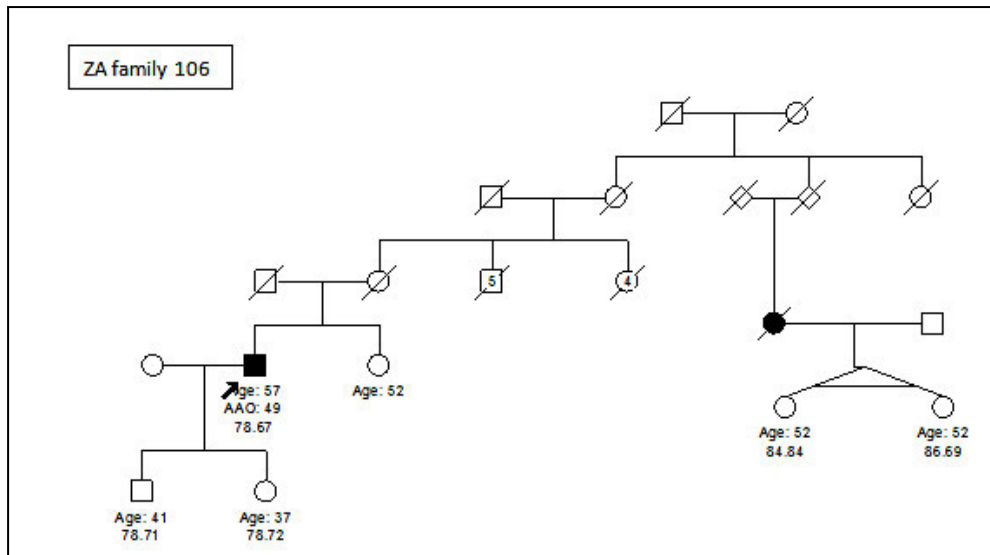 ZA family 106
5
4
Age: 57
AAO: 49
78.67
Age: 52
Age: 52
84.84
Age: 52
86.69
Age: 41
78.71
Age: 37
78.72